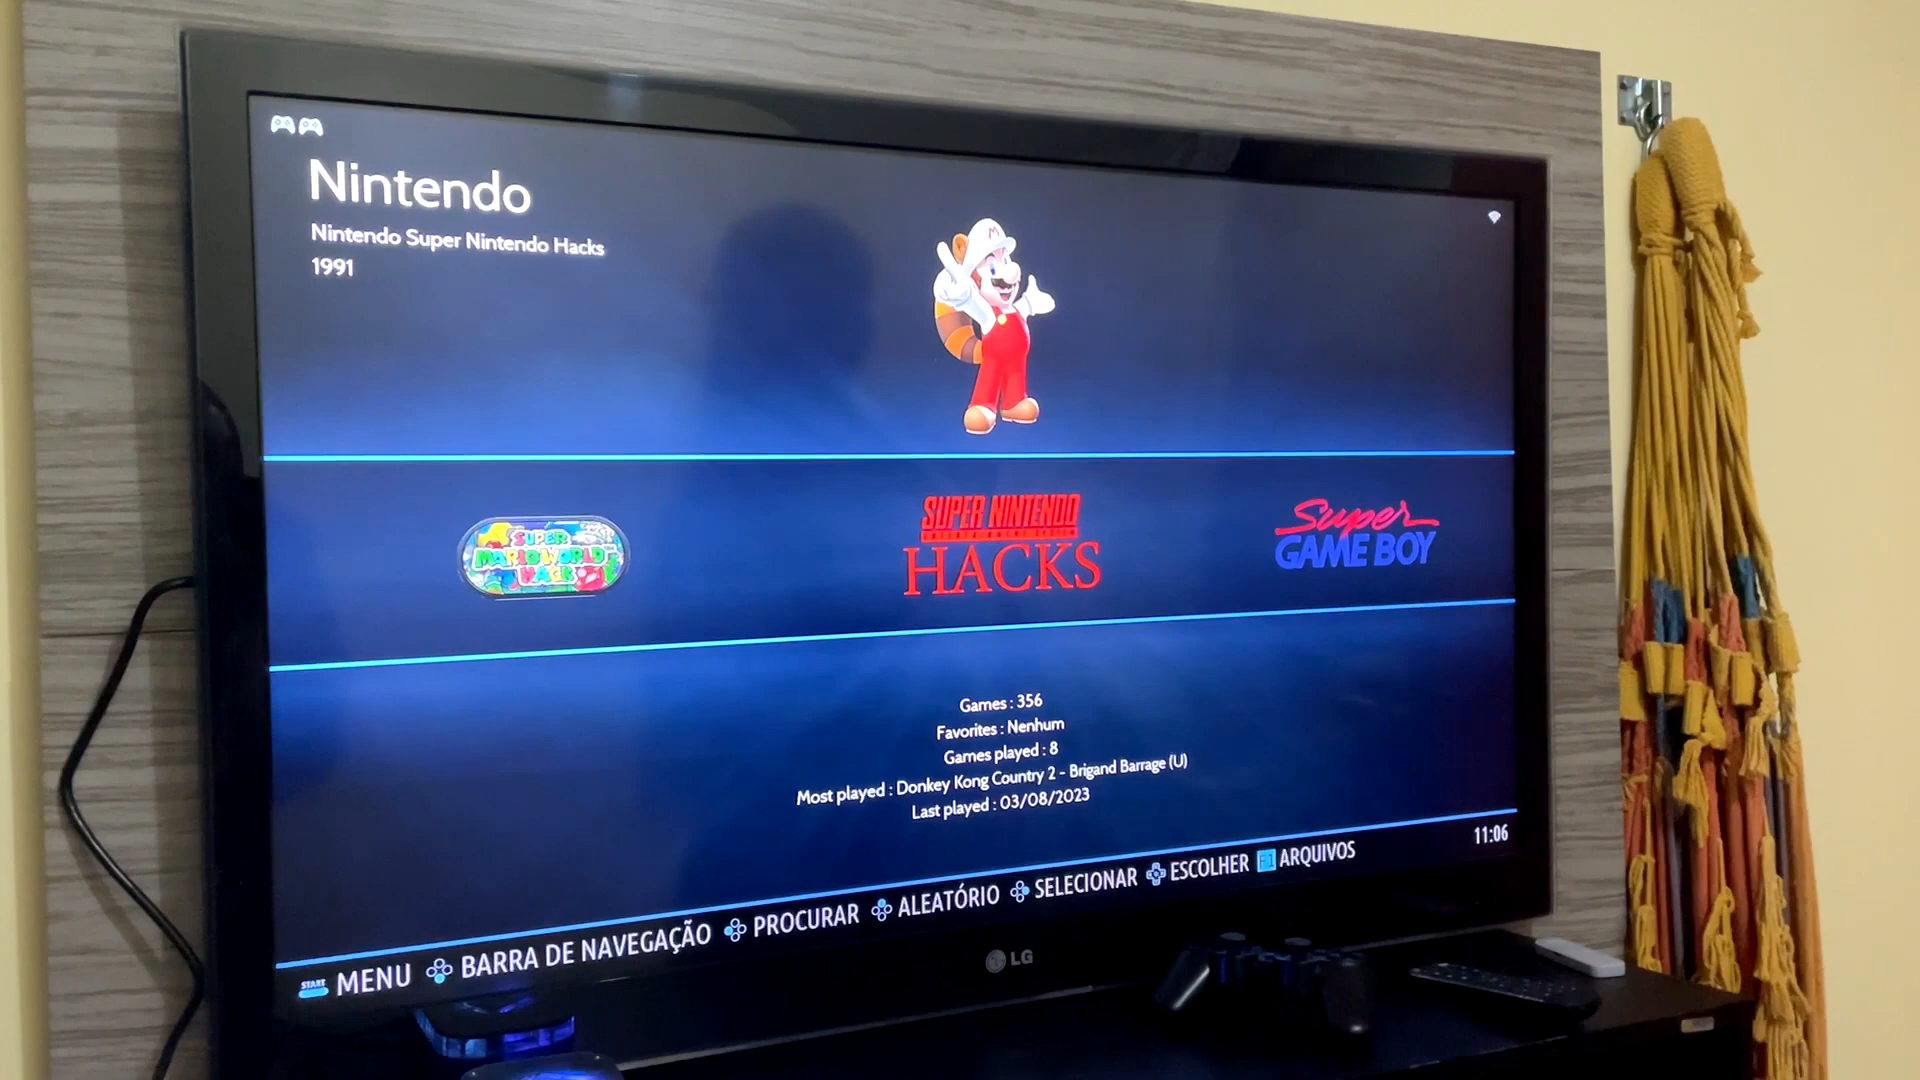 Nintendo
Nintendo Super Nintendo Hacks
1991
M
SUPER
MARIO WORLD
HACK
SUPER NINTENDO
HACKS
Super
GAME BOY
Games : 356
Favorites : Nenhum
Games played : 8
Most played : Donkey Kong Country 2 - Brigand Barrage (U)
Last played : 03/08/2023
11:06
START MENU BARRA DE NAVEGAÇÃO PROCURAR ALEATÓRIO SELECIONAR ESCOLHER F1 ARQUIVOS
LG